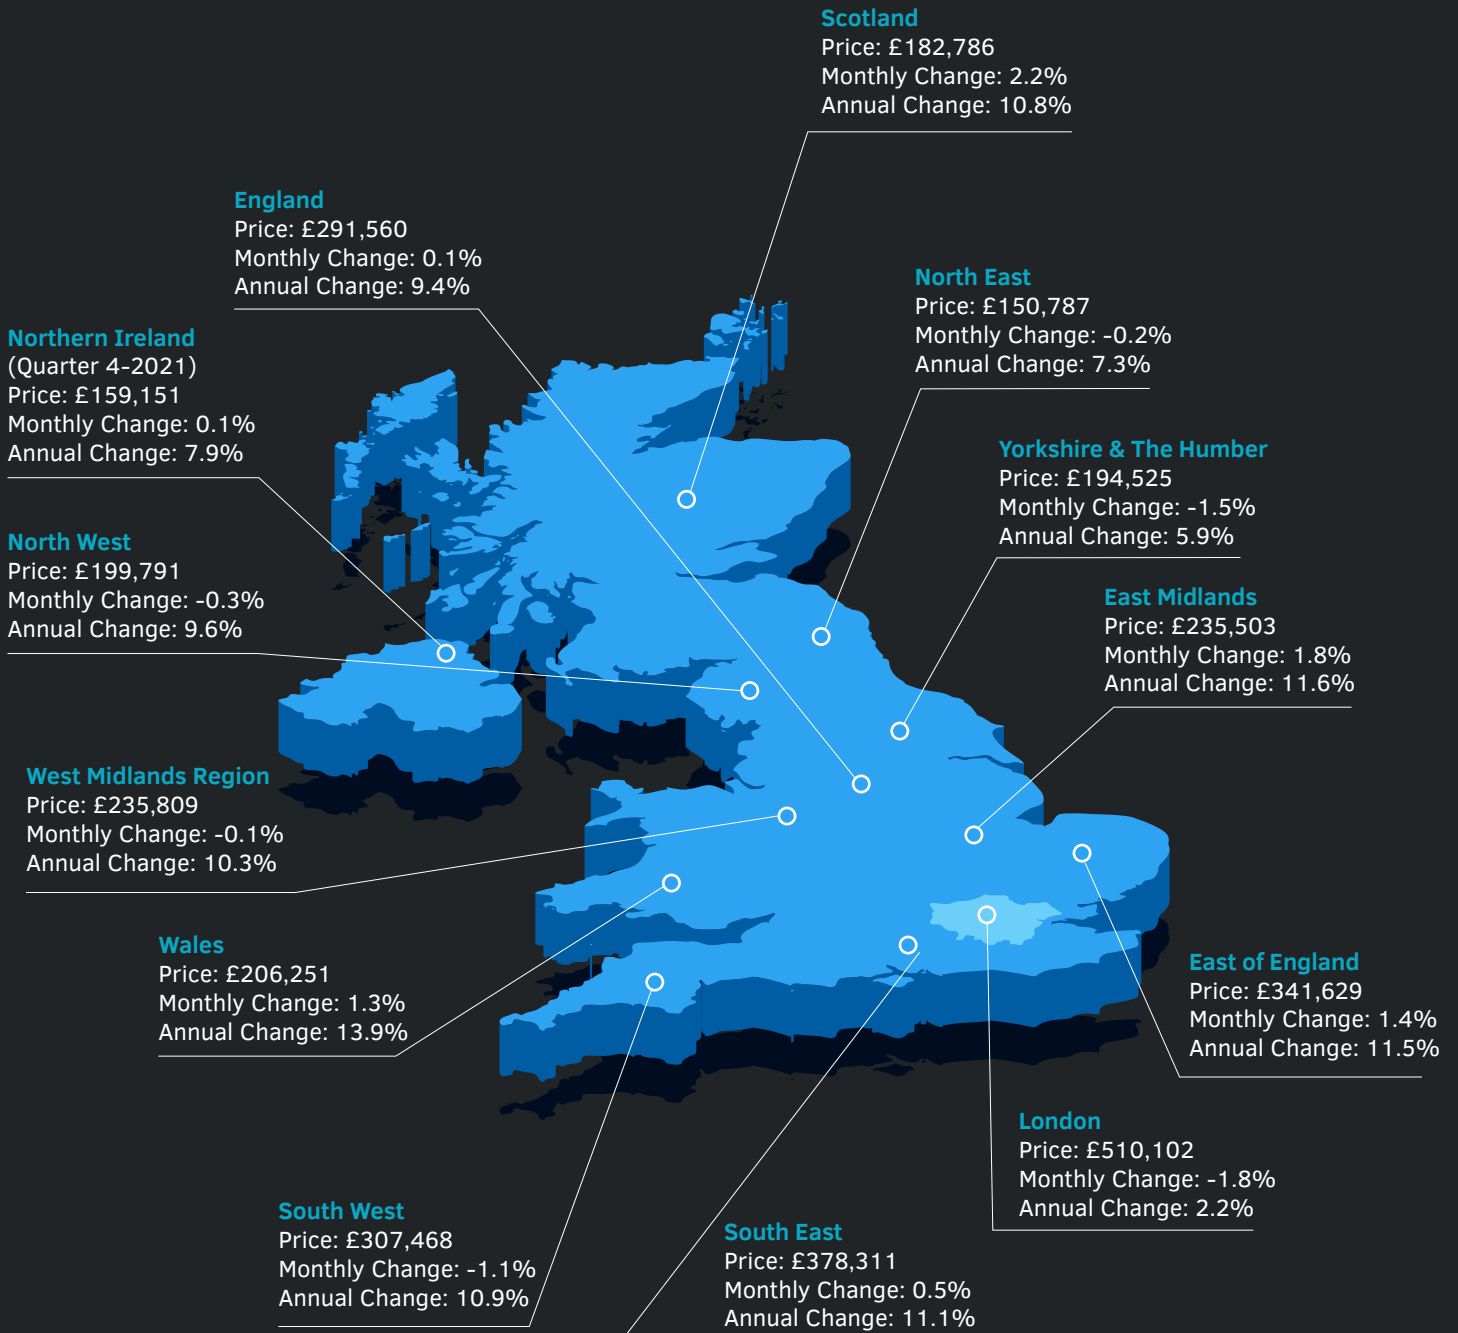 Scotland
Price: £182,786
Monthly Change: 2.2%
Annual Change: 10.8%
England
Price: £291,560
Monthly Change: 0.1%
Annual Change: 9.4%
North East
Price: £150,787
Monthly Change: -0.2%
Annual Change: 7.3%
Northern Ireland
(Quarter 4-2021)
Price: £159,151
Monthly Change: 0.1%
Annual Change: 7.9%
Yorkshire & The Humber
Price: £194,525
Monthly Change: -1.5%
Annual Change: 5.9%
North West
Price: £199,791
Monthly Change: -0.3%
Annual Change: 9.6%
East Midlands
Price: £235,503
Monthly Change: 1.8%
Annual Change: 11.6%
West Midlands Region
Price: £235,809
Monthly Change: -0.1%
Annual Change: 10.3%
Wales
Price: £206,251
Monthly Change: 1.3%
Annual Change: 13.9%
East of England
Price: £341,629
Monthly Change: 1.4%
Annual Change: 11.5%
London
Price: £510,102
Monthly Change: -1.8%
Annual Change: 2.2%
South West
Price: £307,468
Monthly Change: -1.1%
Annual Change: 10.9%
South East
Price: £378,311
Monthly Change: 0.5%
Annual Change: 11.1%